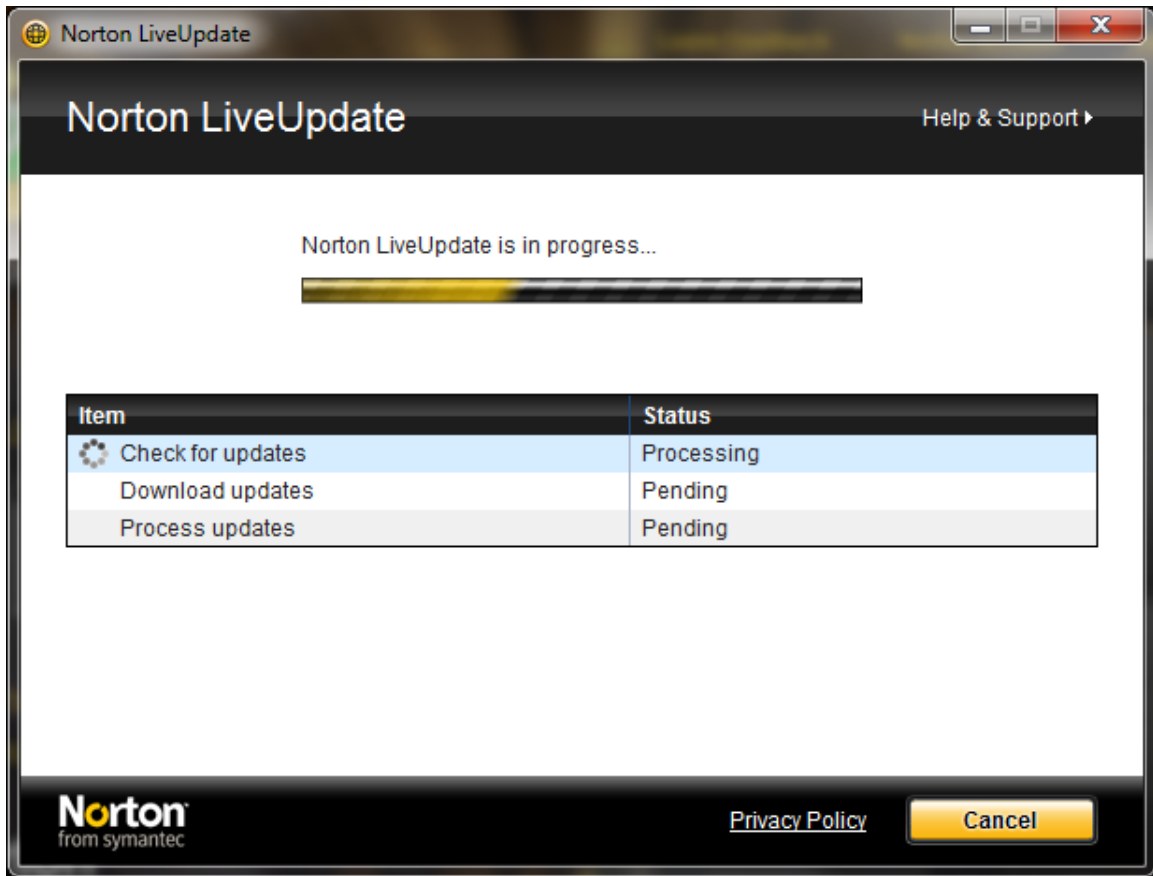 Norton LiveUpdate
Norton LiveUpdate
Help & Support
Norton LiveUpdate is in progress...
Item Status
Check for updates Processing
Download updates Pending
Process updates Pending
Norton
from symantec
Privacy Policy
Cancel